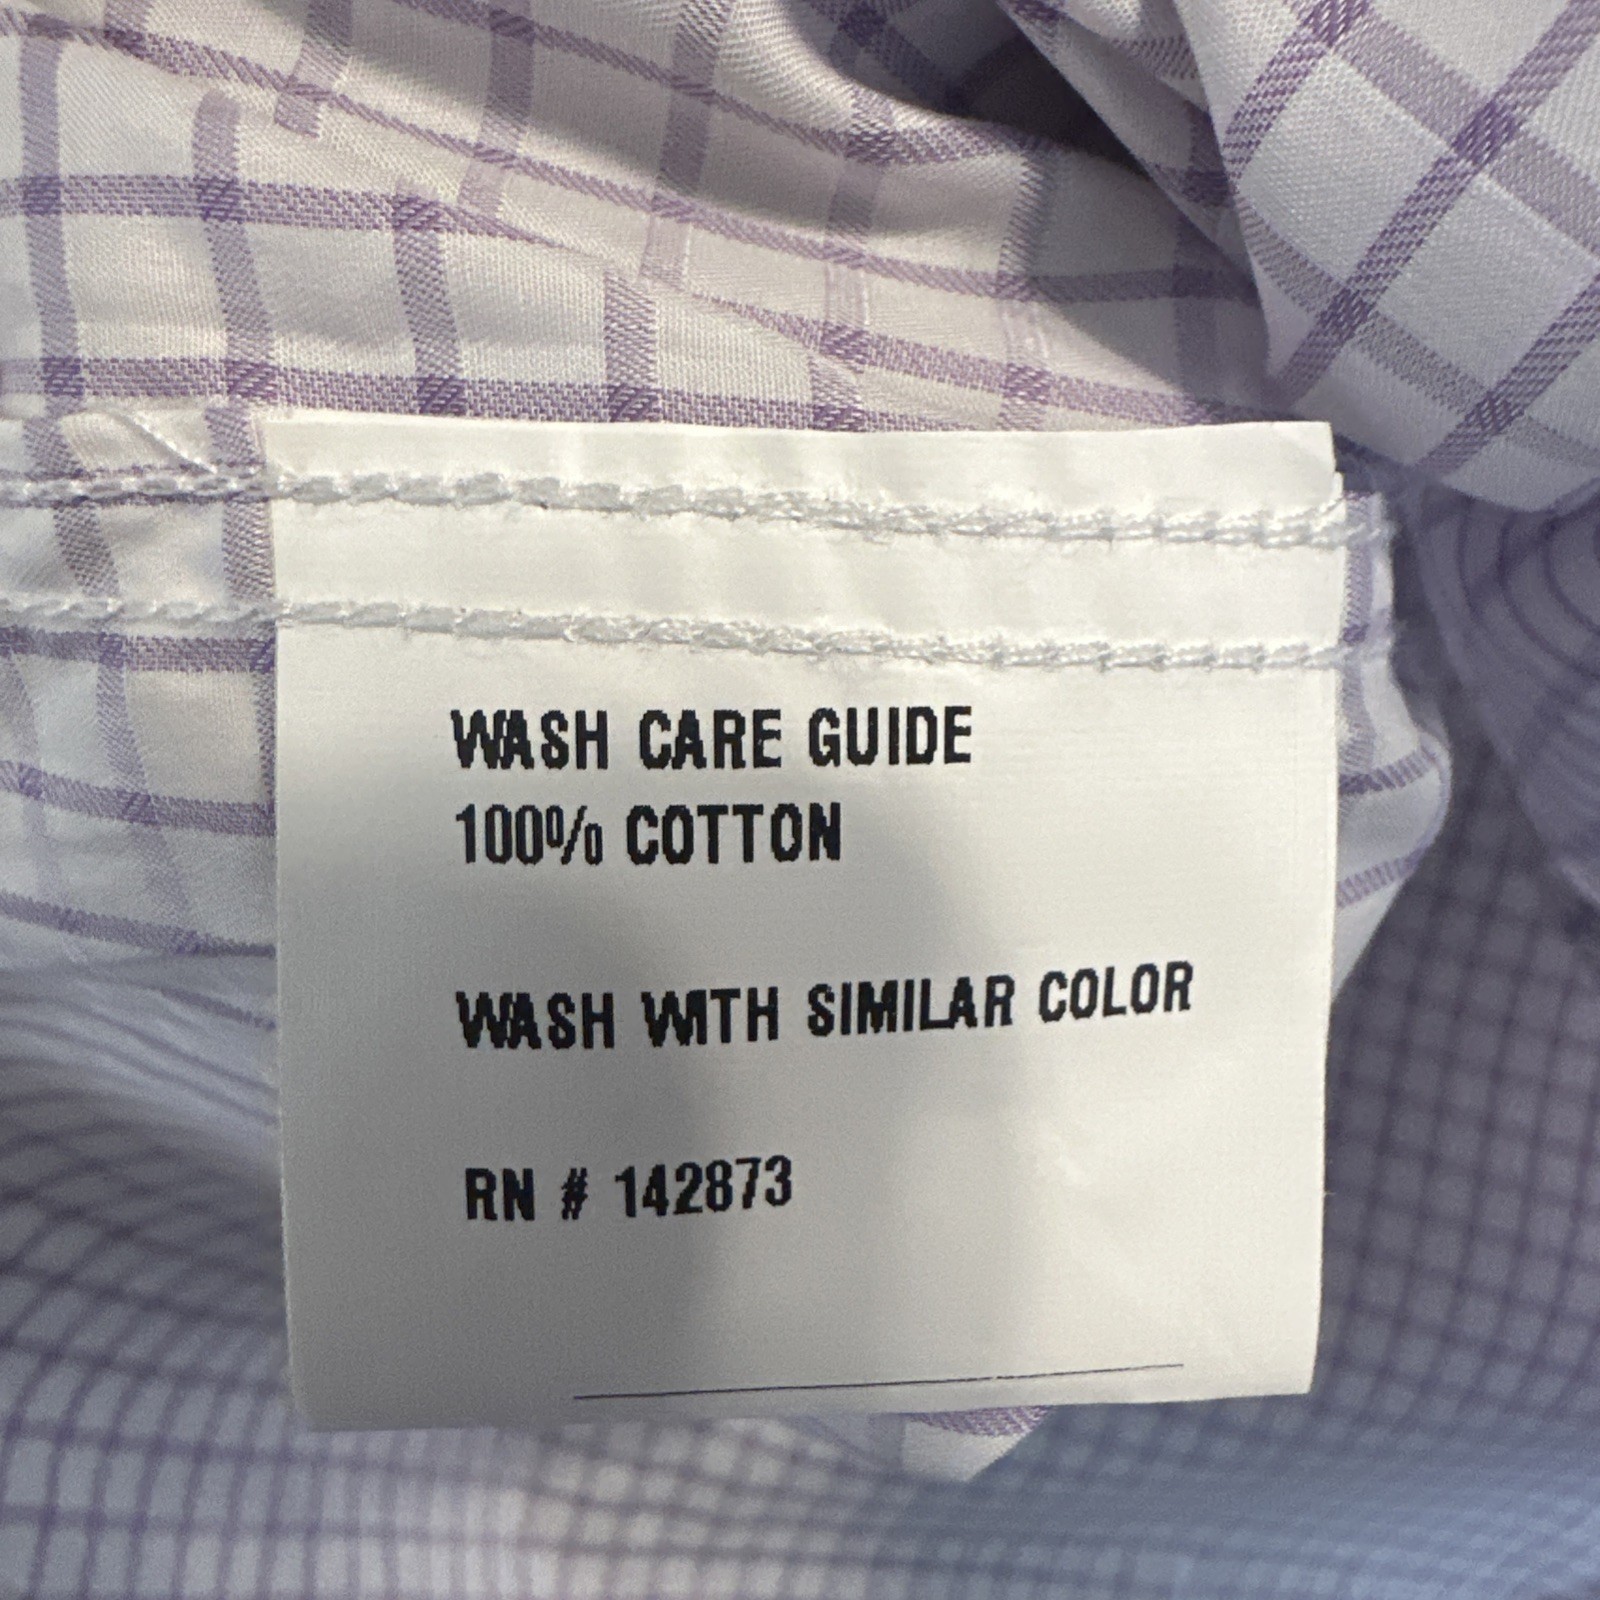 WASH CARE GUIDE
100% COTTON
WASH WITH SIMILAR COLOR
RN # 142873